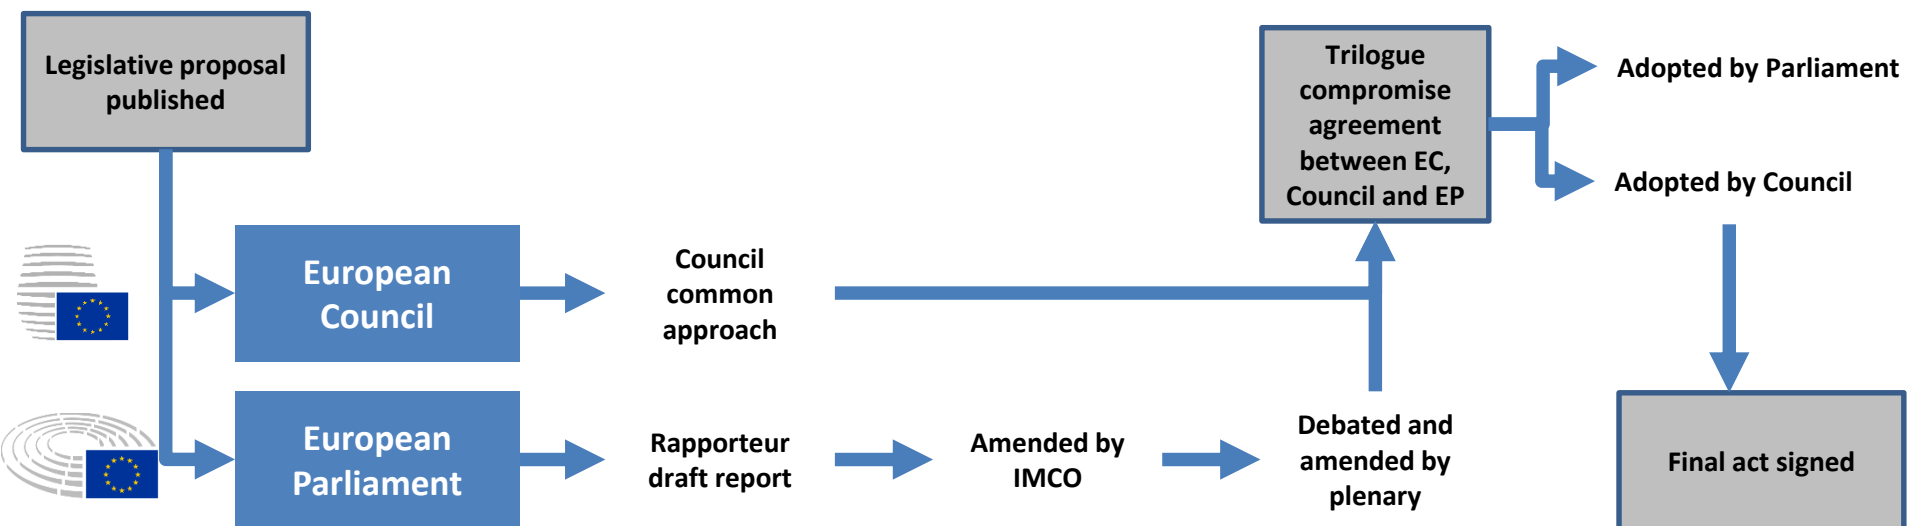 Legislative proposal
published
European
Council
Council
common
approach
European
Parliament
Rapporteur
draft report
Amended by
IMCO
Debated and
amended by
plenary
Trilogue
compromise
agreement
between EC,
Council and EP
Adopted by Parliament
Adopted by Council
Final act signed